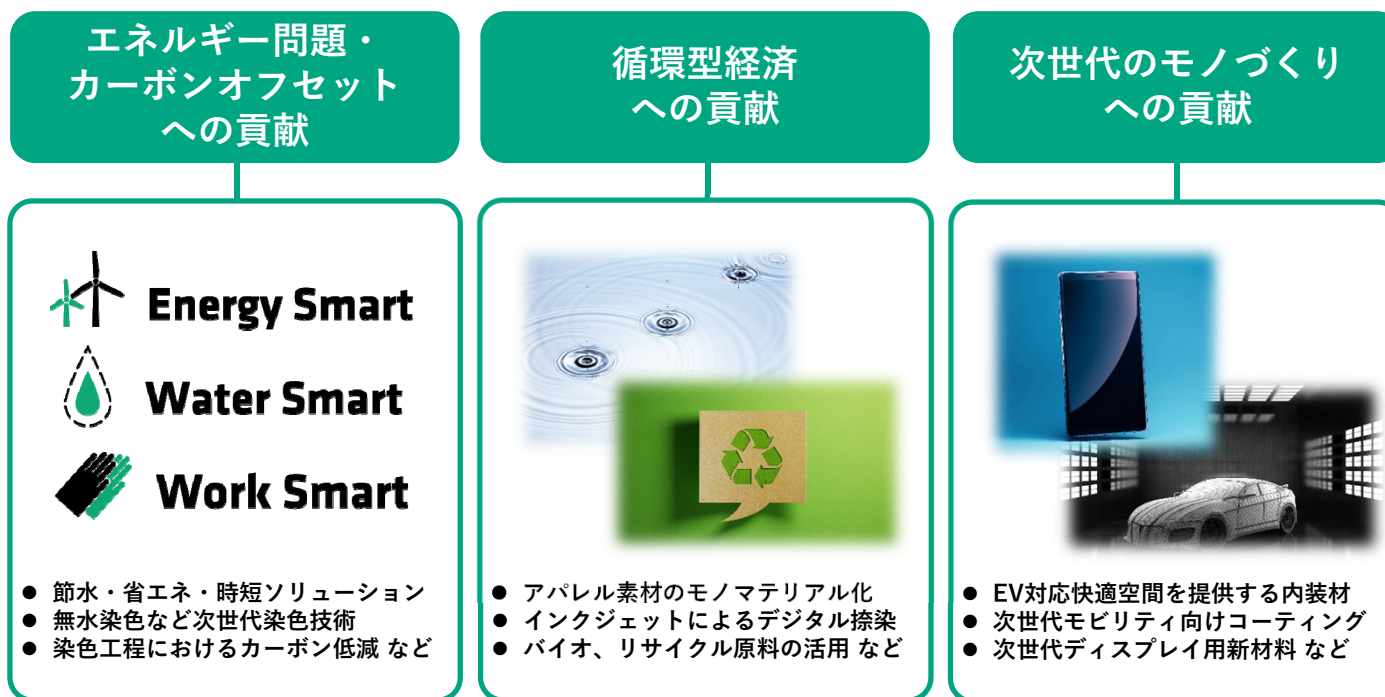 エネルギー問題・
カーボンオフセット
への貢献
Energy Smart
Water Smart
Work Smart
● 節水・省エネ・時短ソリューション
● 無水染色など次世代染色技術
● 染色工程におけるカーボン低減 など
循環型経済
への貢献
● アパレル素材のモノマテリアル化
● インクジェットによるデジタル捺染
● バイオ、リサイクル原料の活用 など
次世代のモノづくり
への貢献
● EV対応快適空間を提供する内装材
● 次世代モビリティ向けコーティング
● 次世代ディスプレイ用新材料 など